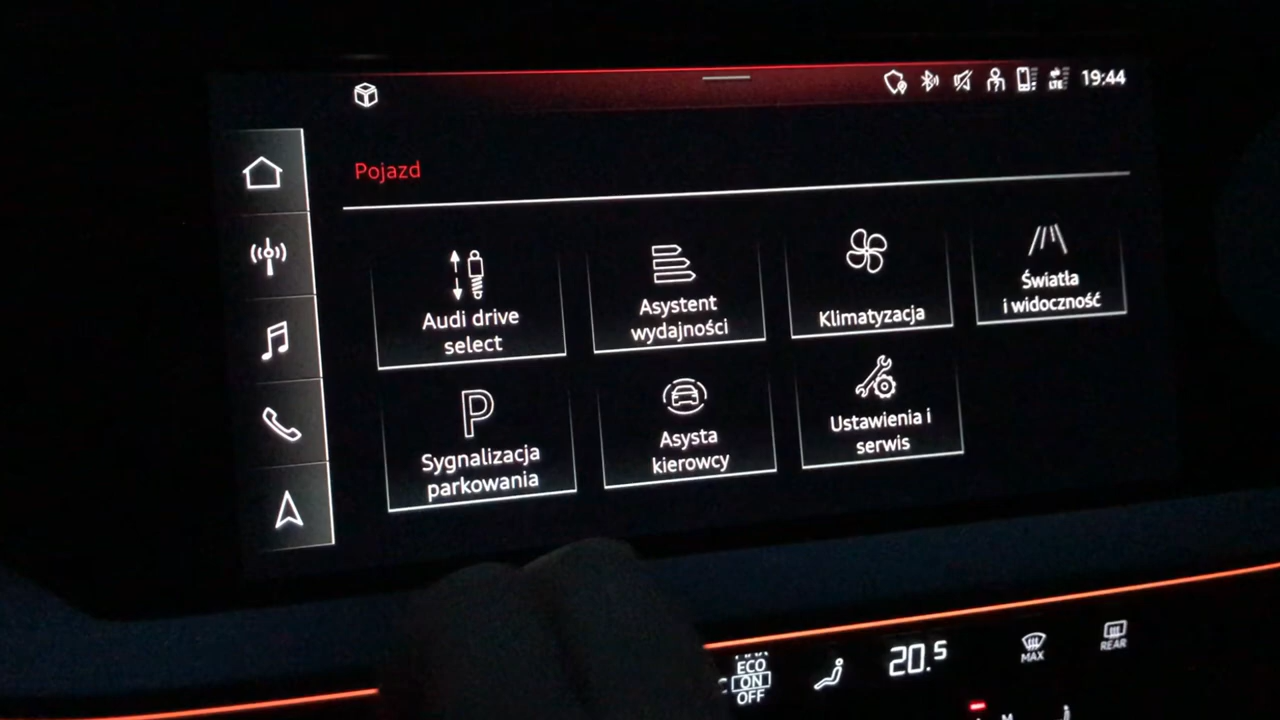 LTE 19:44
Pojazd
Audi drive
select
Asystent
wydajności
Klimatyzacja
Światła
i widoczność
P
Sygnalizacja
parkowania
Asysta
kierowcy
Ustawienia i
serwis
ECO
ON
OFF
20.5
MAX
REAR